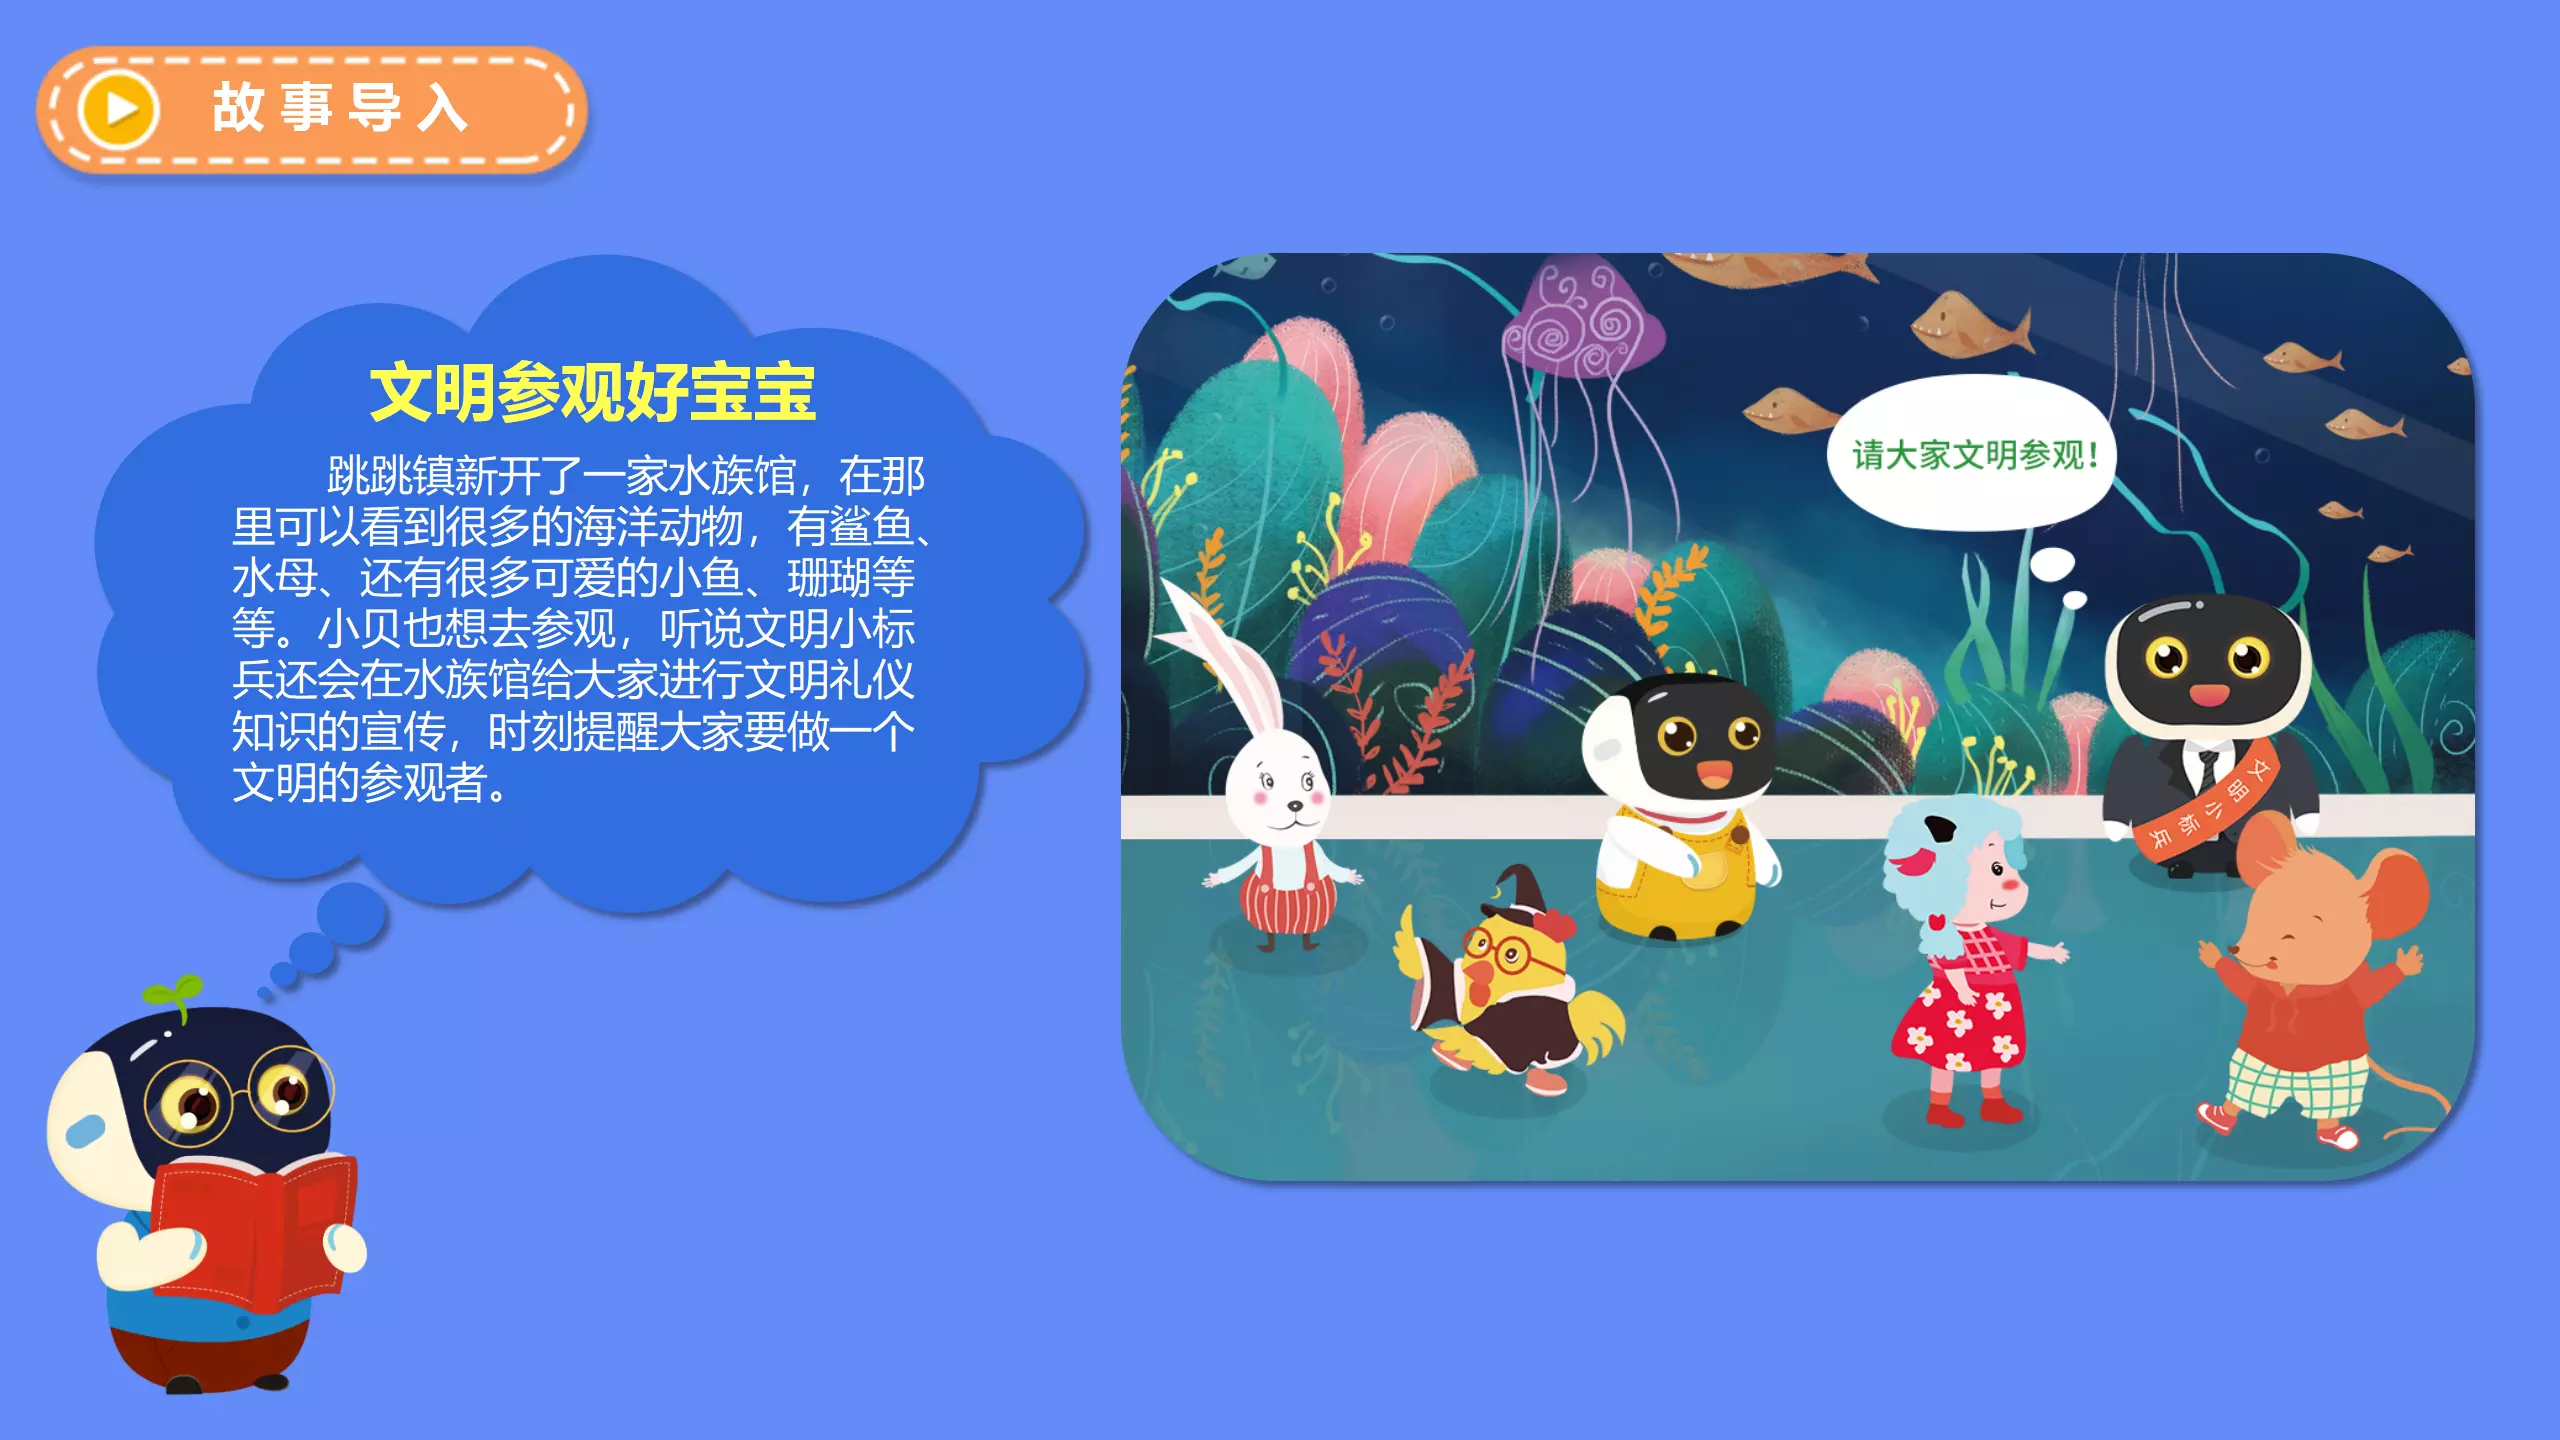 故事导入
文明参观好宝宝
跳跳镇新开了一家水族馆，在那
里可以看到很多的海洋动物，有鲨鱼、
水母、还有很多可爱的小鱼、珊瑚等
等。小贝也想去参观，听说文明小标
兵还会在水族馆给大家进行文明礼仪
知识的宣传，时刻提醒大家要做一个
文明的参观者。
请大家文明参观！
文明小标兵